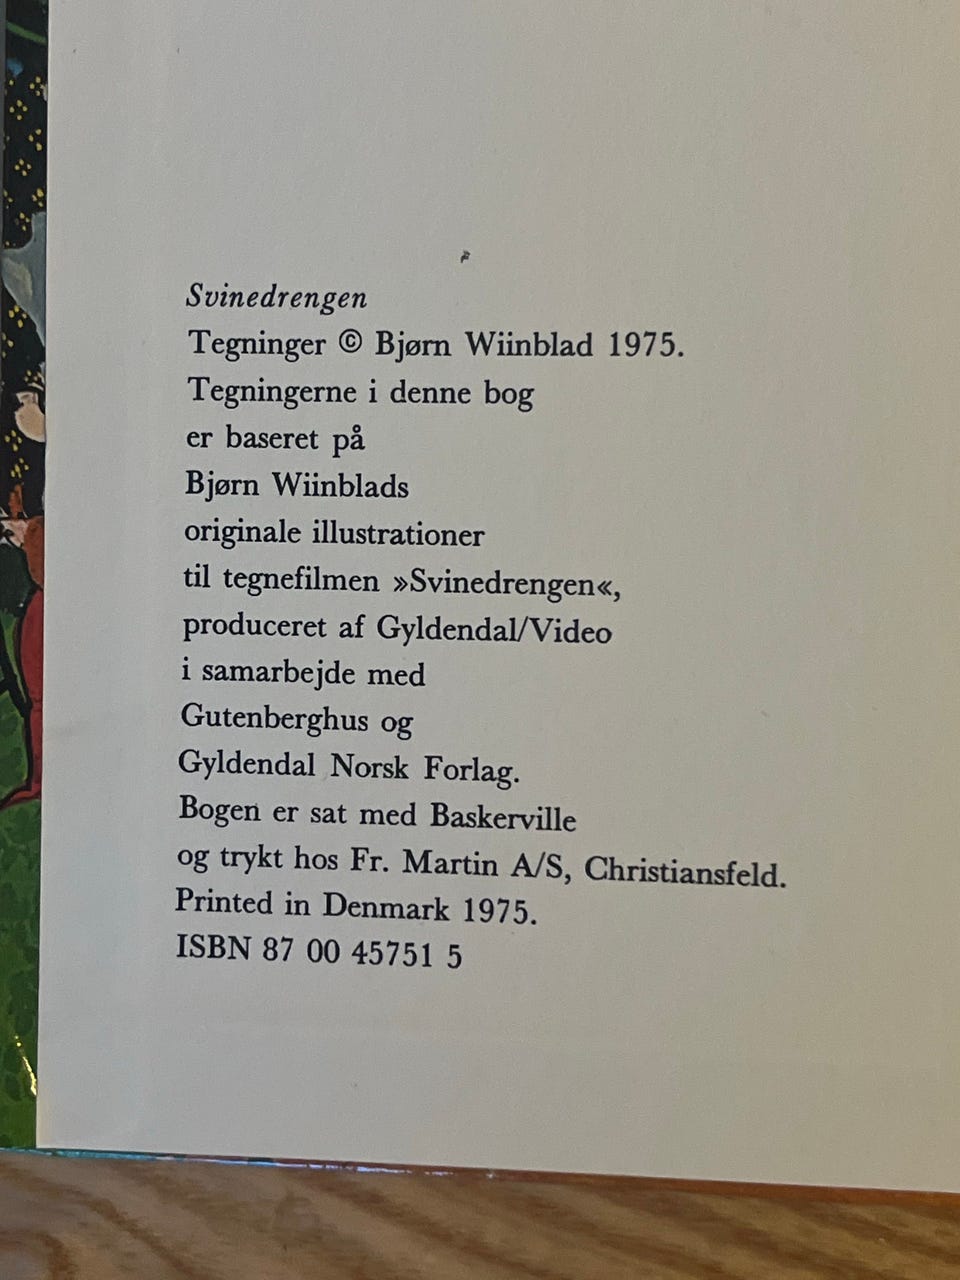 Svinedrengen
Tegninger © Bjørn Wiinblad 1975.
Tegningerne i denne bog
er baseret på
Bjørn Wiinblads
originale illustrationer
til tegnefilmen »Svinedrengen«,
produceret af Gyldendal/Video
i samarbejde med
Gutenberghus og
Gyldendal Norsk Forlag.
Bogen er sat med Baskerville
og trykt hos Fr. Martin A/S, Christiansfeld.
Printed in Denmark 1975.
ISBN 87 00 45751 5